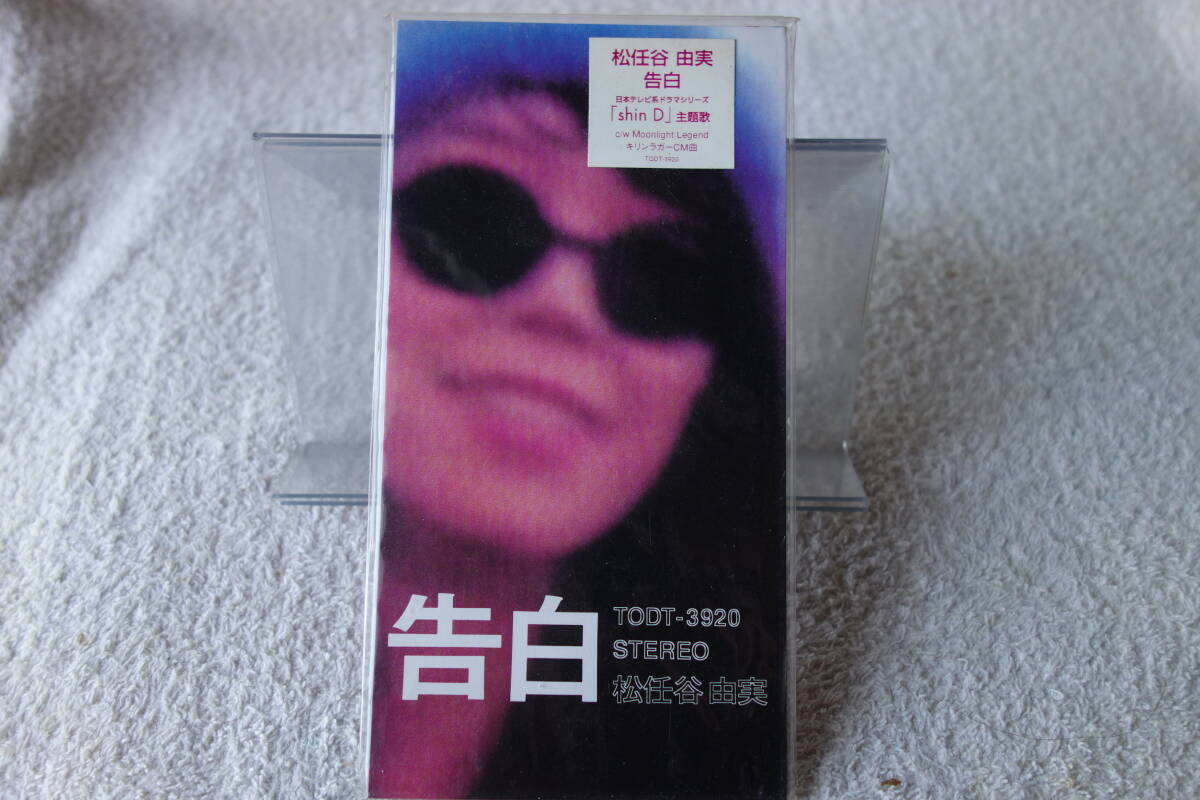 松任谷 由実
告白
日本テレビ系ドラマシリーズ
「shin D」主題歌
c/w Moonlight Legend
キリンラガーCM曲
TODT-3920
告白
TODT-3920
STEREO
松任谷 由実